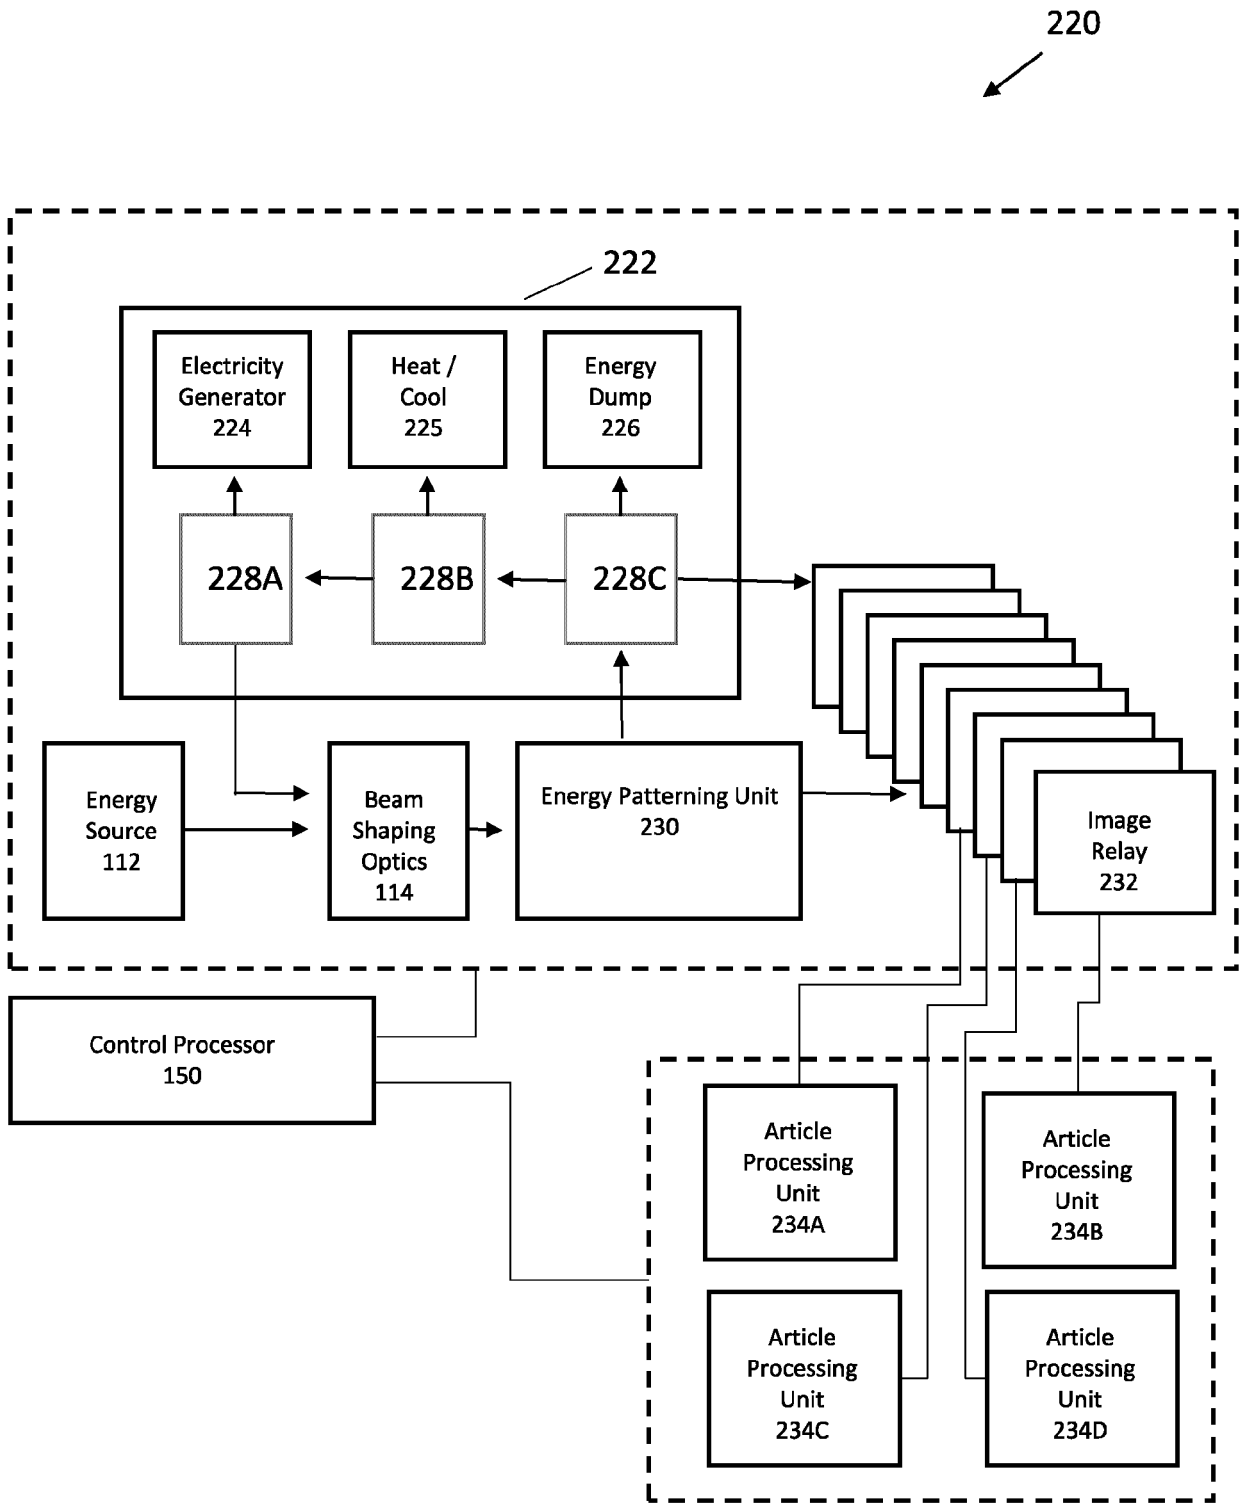 220
222
Electricity
Generator
224
Heat /
Cool
225
Energy
Dump
226
228A
228B
228C
Energy
Source
112
Beam
Shaping
Optics
114
Energy Patterning Unit
230
Image
Relay
232
Control Processor
150
Article
Processing
Unit
234A
Article
Processing
Unit
234B
Article
Processing
Unit
234C
Article
Processing
Unit
234D